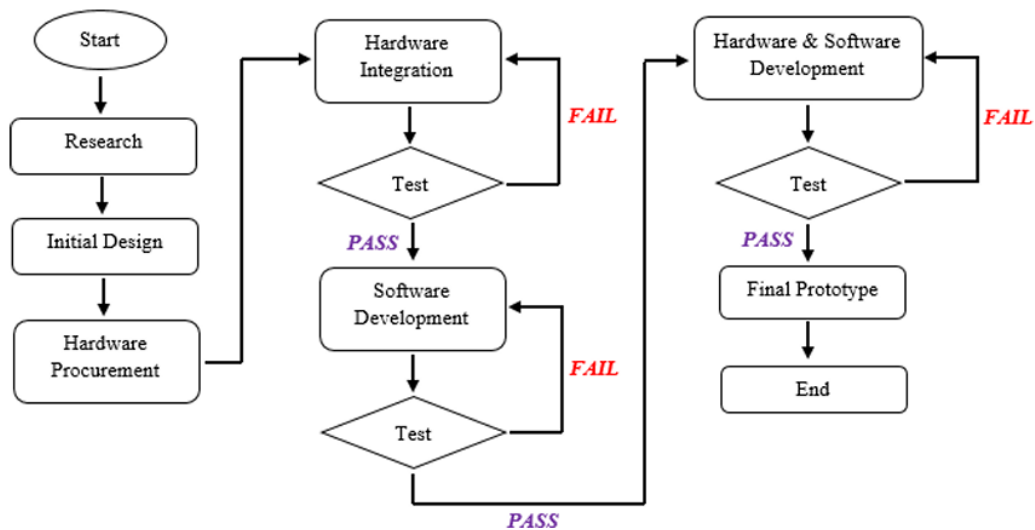 Start
Research
Initial Design
Hardware
Procurement
Hardware
Integration
FAIL
Test
PASS
Software
Development
FAIL
Test
PASS
Hardware & Software
Development
FAIL
Test
PASS
Final Prototype
End